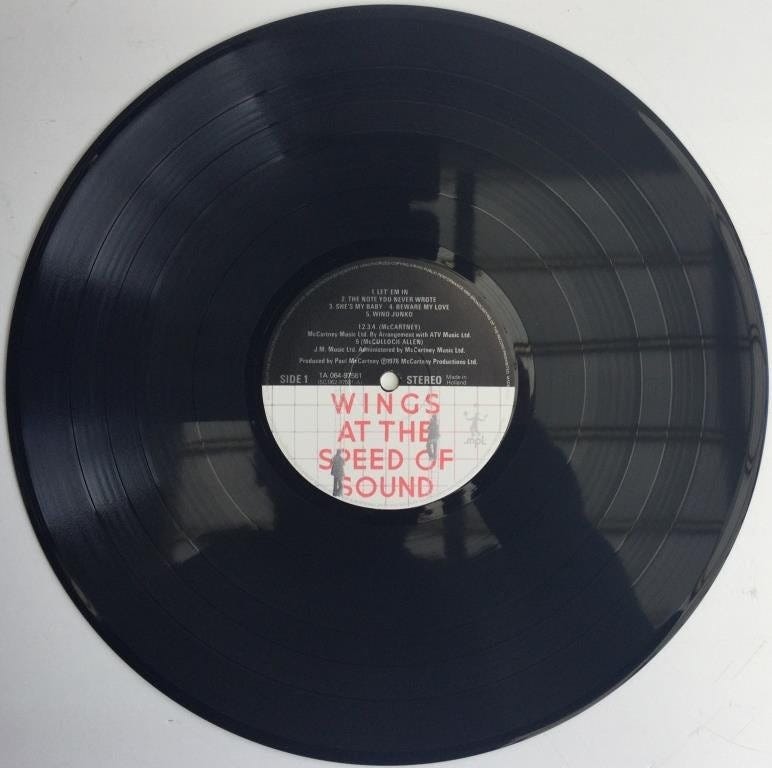 1. LET 'EM IN
2. THE NOTE YOU NEVER WROTE
3. SHE'S MY BABY 4. BEWARE MY LOVE
5. WINO JUNKO
1.2.3.4. (McCARTNEY)
McCartney Music Ltd. By Arrangement with ATV Music Ltd.
5 (McCULLOCH-ALLEN)
J.M. Music Ltd. Administered by McCartney Music Ltd.
Produced by Paul McCartney ℗1976 McCartney Productions Ltd.
SIDE 1 1A 064-97581 STEREO Made in
Holland
WINGS
AT THE
SPEED OF
SOUND
mpl